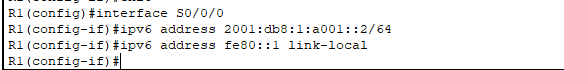 R1(config)#interface S0/0/0
R1(config-if)#ipv6 address 2001:db8:1:a001::2/64
R1(config-if)#ipv6 address fe80::1 link-local
R1(config-if)#